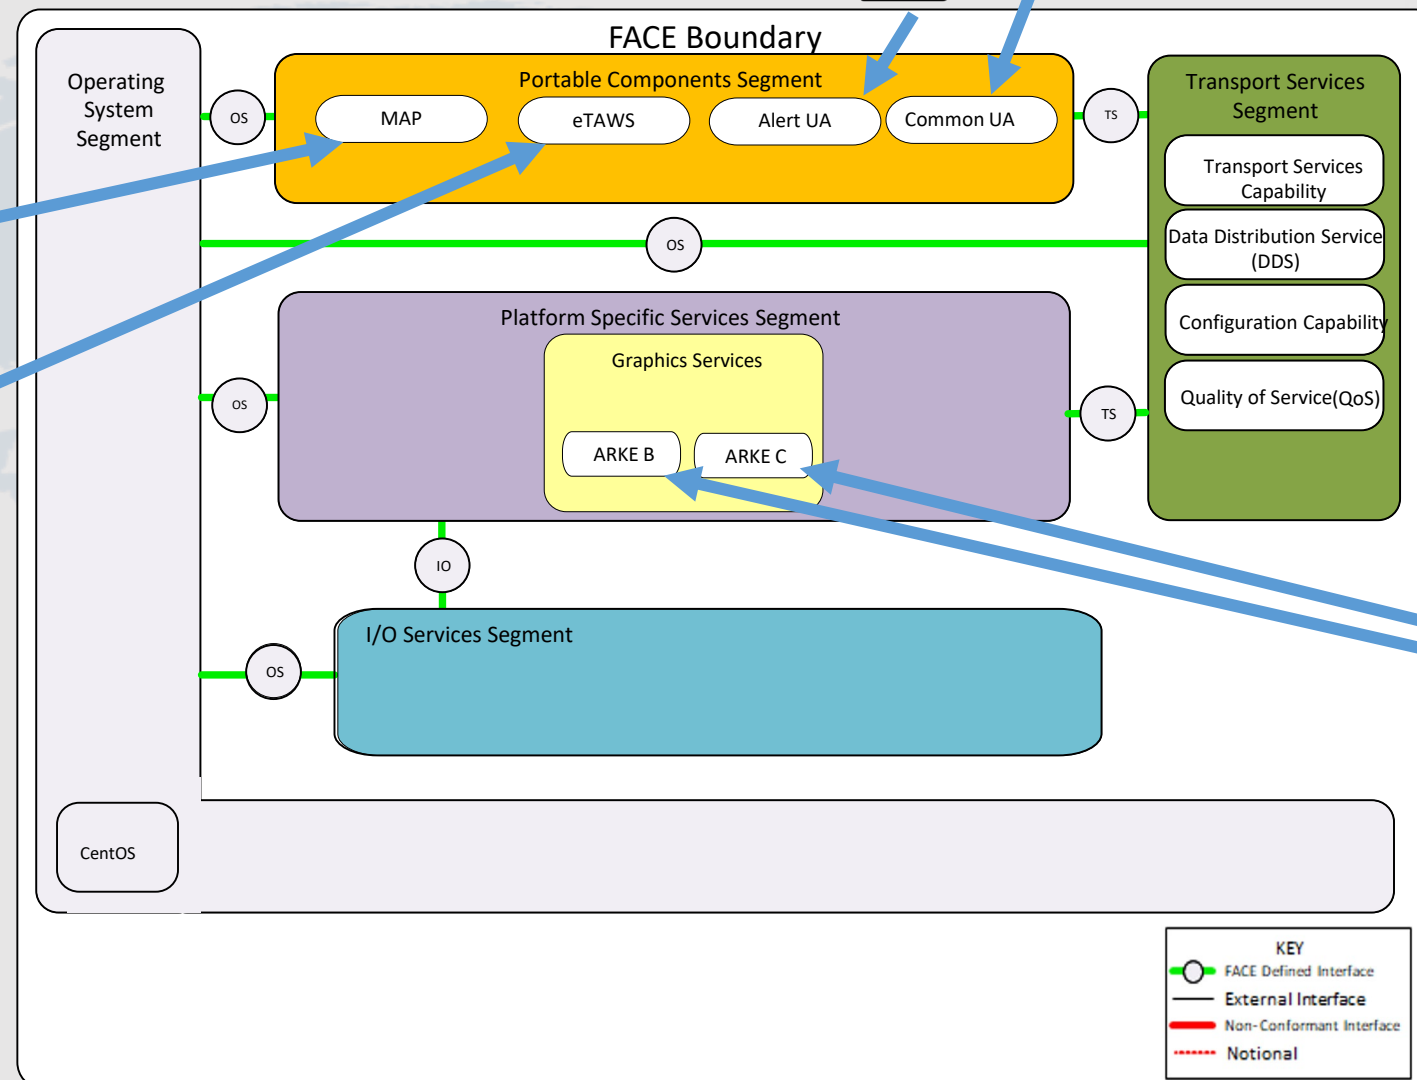 FACE Boundary
Operating
System
Segment
OS
Portable Components Segment
MAP
eTAWS
Alert UA
Common UA
TS
Transport Services
Segment
Transport Services
Capability
Data Distribution Service
(DDS)
Configuration Capability
Quality of Service(QoS)
OS
Platform Specific Services Segment
Graphics Services
ARKE B
ARKE C
OS
TS
IO
I/O Services Segment
OS
CentOS
KEY
FACE Defined Interface
External Interface
Non-Conformant Interface
Notional